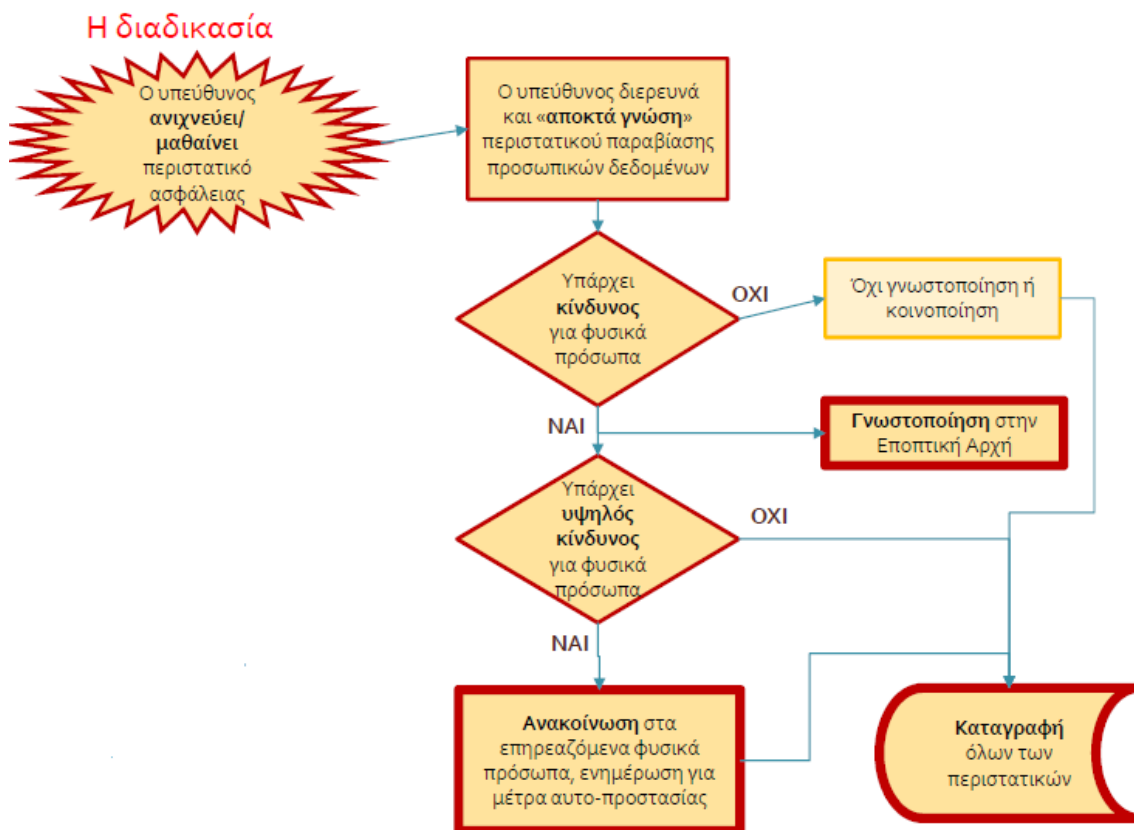 Η διαδικασία
Ο υπεύθυνος
ανιχνεύει/
μαθαίνει
περιστατικό
ασφάλειας
Ο υπεύθυνος διερευνά
και «αποκτά γνώση»
περιστατικού παραβίασης
προσωπικών δεδομένων
Υπάρχει
κίνδυνος
για φυσικά
πρόσωπα
ΟΧΙ
Όχι γνωστοποίηση ή
κοινοποίηση
ΝΑΙ
Γνωστοποίηση στην
Εποπτική Αρχή
Υπάρχει
υψηλός
κίνδυνος
για φυσικά
πρόσωπα
ΟΧΙ
ΝΑΙ
Ανακοίνωση στα
επηρεαζόμενα φυσικά
πρόσωπα, ενημέρωση για
μέτρα αυτο-προστασίας
Καταγραφή
όλων των
περιστατικών